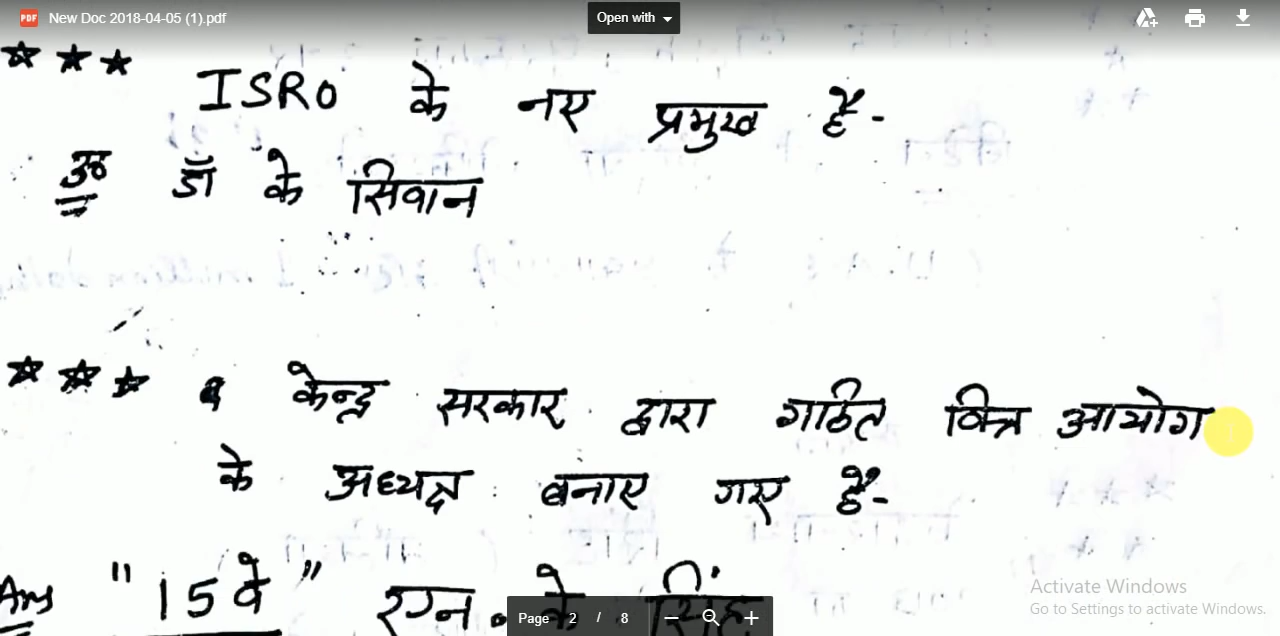 New Doc 2018-04-05 (1).pdf
Open with
ISRO के नए प्रमुख हैं-
उ० डॉ के सिवान
केन्द्र सरकार द्वारा गठित वित्त आयोग
के अध्यक्ष बनाए गए हैं-
Ans "15वे" एन. के सिंह
Page 2 / 8
Activate Windows
Go to Settings to activate Windows.